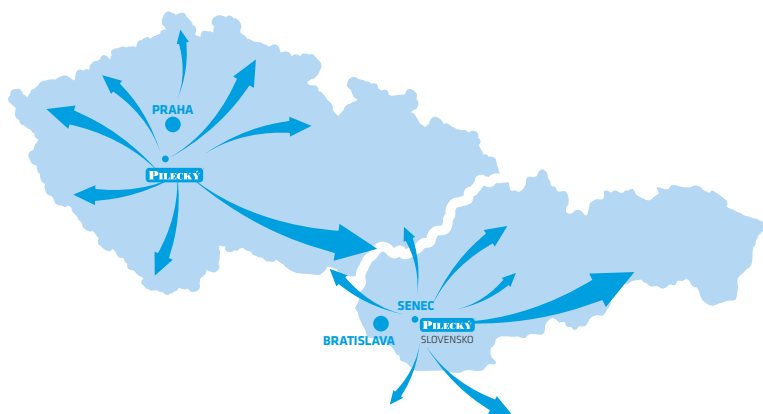 PRAHA
PILECKÝ
SENEC
PILECKÝ
BRATISLAVA
SLOVENSKO